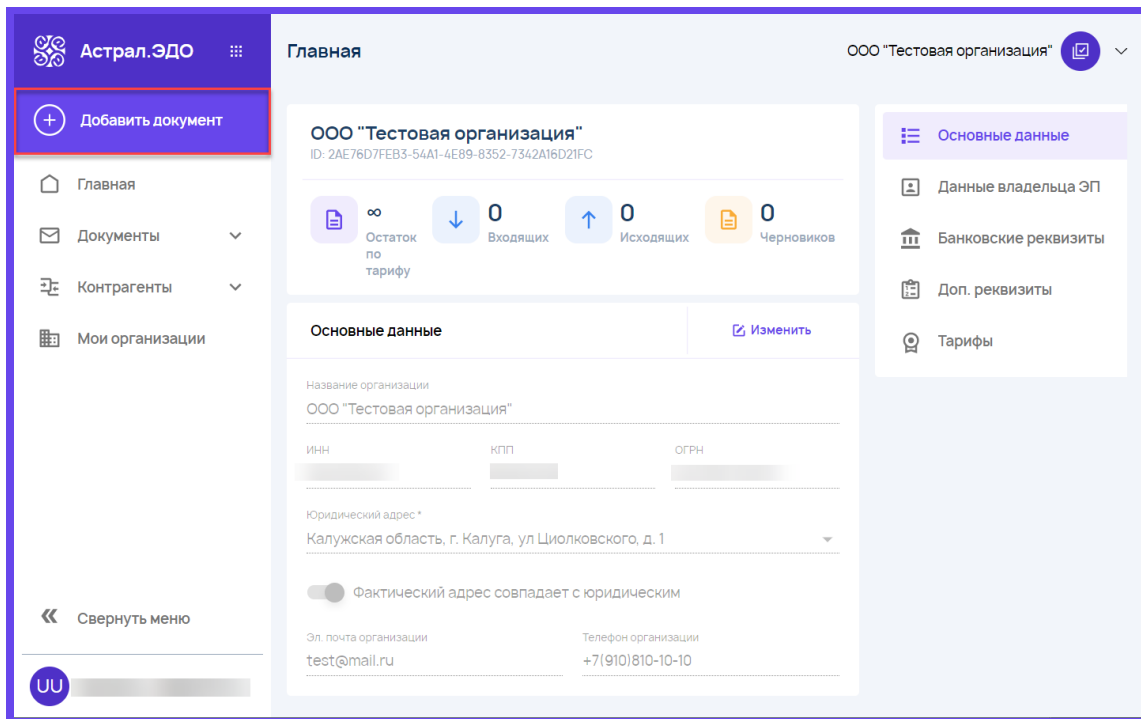 Астрал.ЭДО
Главная
ООО "Тестовая организация"
Добавить документ
Главная
Документы
Контрагенты
Мои организации
Свернуть меню
UU
ООО "Тестовая организация"
ID: 2AE76D7FEB3-54A1-4E89-8352-7342A16D21FC
∞
Остаток
по
тарифу
0
Входящих
0
Исходящих
0
Черновиков
Основные данные
Изменить
Название организации
ООО "Тестовая организация"
ИНН КПП ОГРН
Юридический адрес *
Калужская область, г. Калуга, ул Циолковского, д. 1
Фактический адрес совпадает с юридическим
Эл. почта организации Телефон организации
test@mail.ru +7(910)810-10-10
Основные данные
Данные владельца ЭП
Банковские реквизиты
Доп. реквизиты
Тарифы